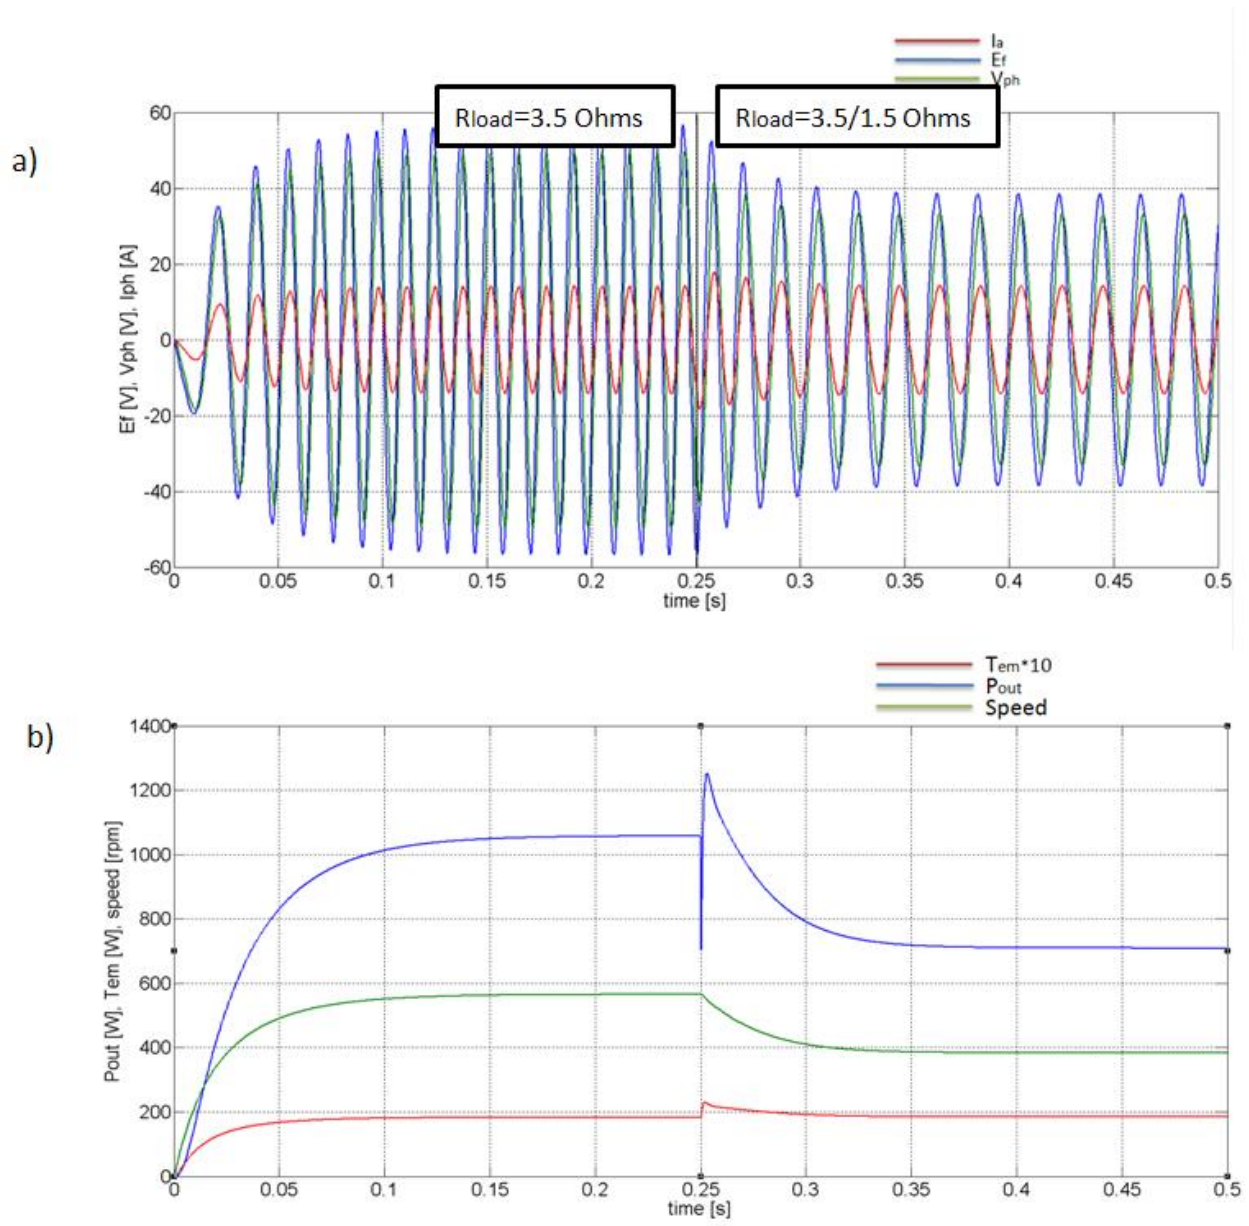 Ia
Ef
Vph
a)
Rload=3.5 Ohms
Rload=3.5/1.5 Ohms
Ef [V], Vph [V], Iph [A]
60
40
20
0
-20
-40
-60
0 0.05 0.1 0.15 0.2 0.25 0.3 0.35 0.4 0.45 0.5
time [s]
Tem*10
Pout
Speed
b)
Pout [W], Tem [W], speed [rpm]
1400
1200
1000
800
600
400
200
0
0 0.05 0.1 0.15 0.2 0.25 0.3 0.35 0.4 0.45 0.5
time [s]